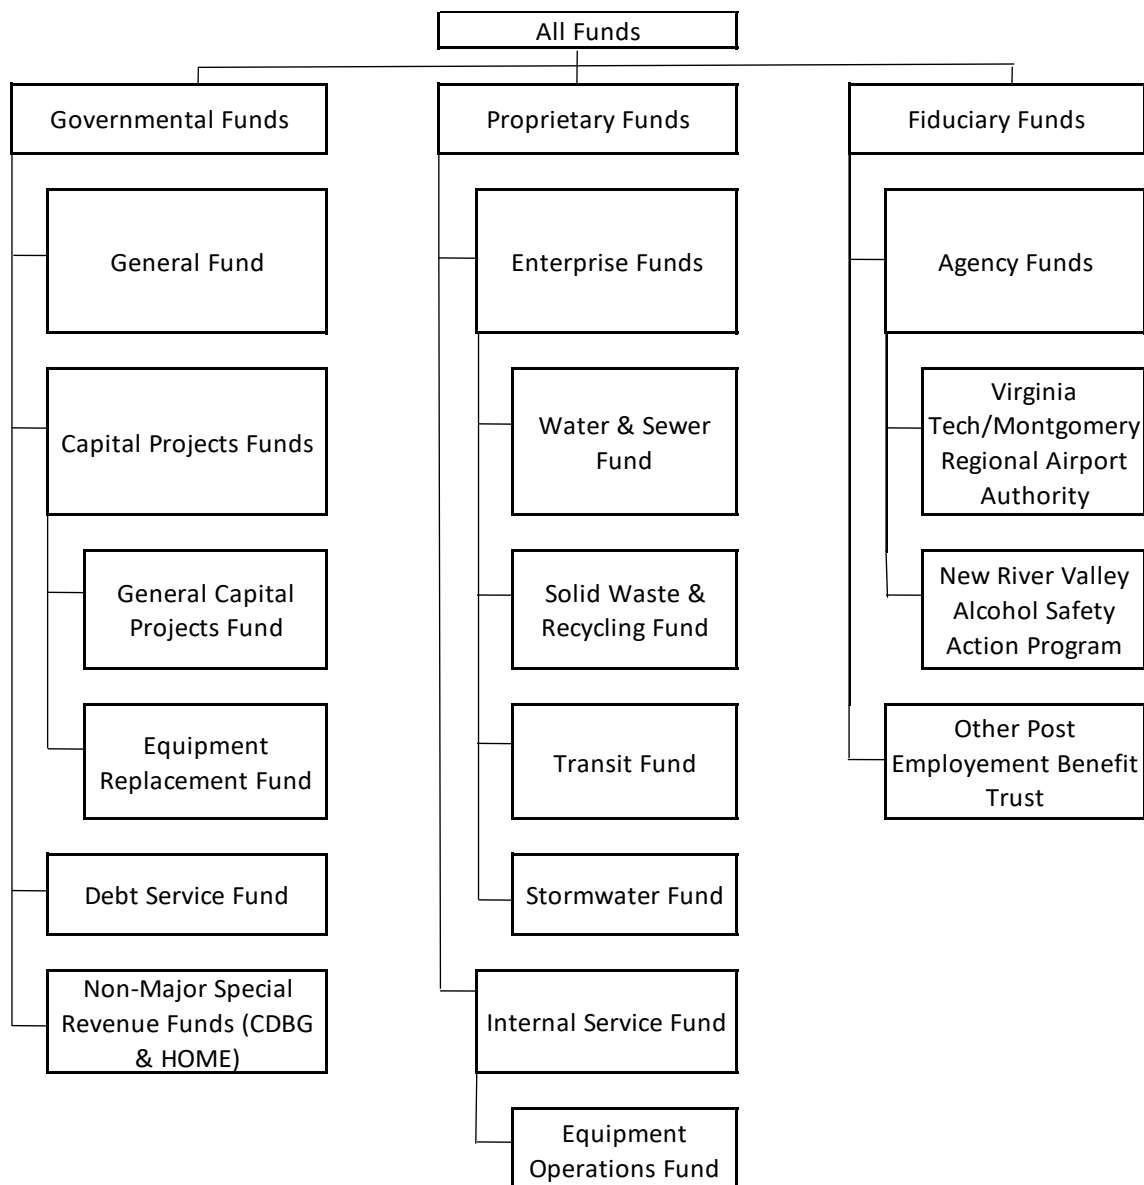 All Funds
Governmental Funds
Proprietary Funds
Fiduciary Funds
General Fund
Enterprise Funds
Agency Funds
Capital Projects Funds
Water & Sewer
Fund
Virginia
Tech/Montgomery
Regional Airport
Authority
General Capital
Projects Fund
Solid Waste &
Recycling Fund
New River Valley
Alcohol Safety
Action Program
Equipment
Replacement Fund
Transit Fund
Other Post
Employement Benefit
Trust
Debt Service Fund
Stormwater Fund
Non-Major Special
Revenue Funds (CDBG
& HOME)
Internal Service Fund
Equipment
Operations Fund